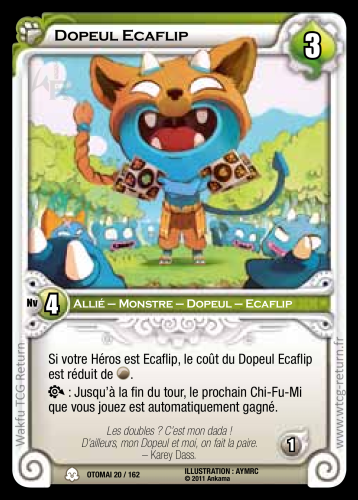 Dopeul Ecaflip
3
Nv 4 Allié – Monstre – Dopeul – Ecaflip
Si votre Héros est Ecaflip, le coût du Dopeul Ecaflip
est réduit de .
: Jusqu'à la fin du tour, le prochain Chi-Fu-Mi
que vous jouez est automatiquement gagné.
Les doubles ? C'est mon dada !
D'ailleurs, mon Dopeul et moi, on fait la paire.
– Karey Dass.
1
OTOMAI 20 / 162
ILLUSTRATION : AYMRC
© 2011 Ankama
Wakfu TCG Return
www.wtcg-return.fr